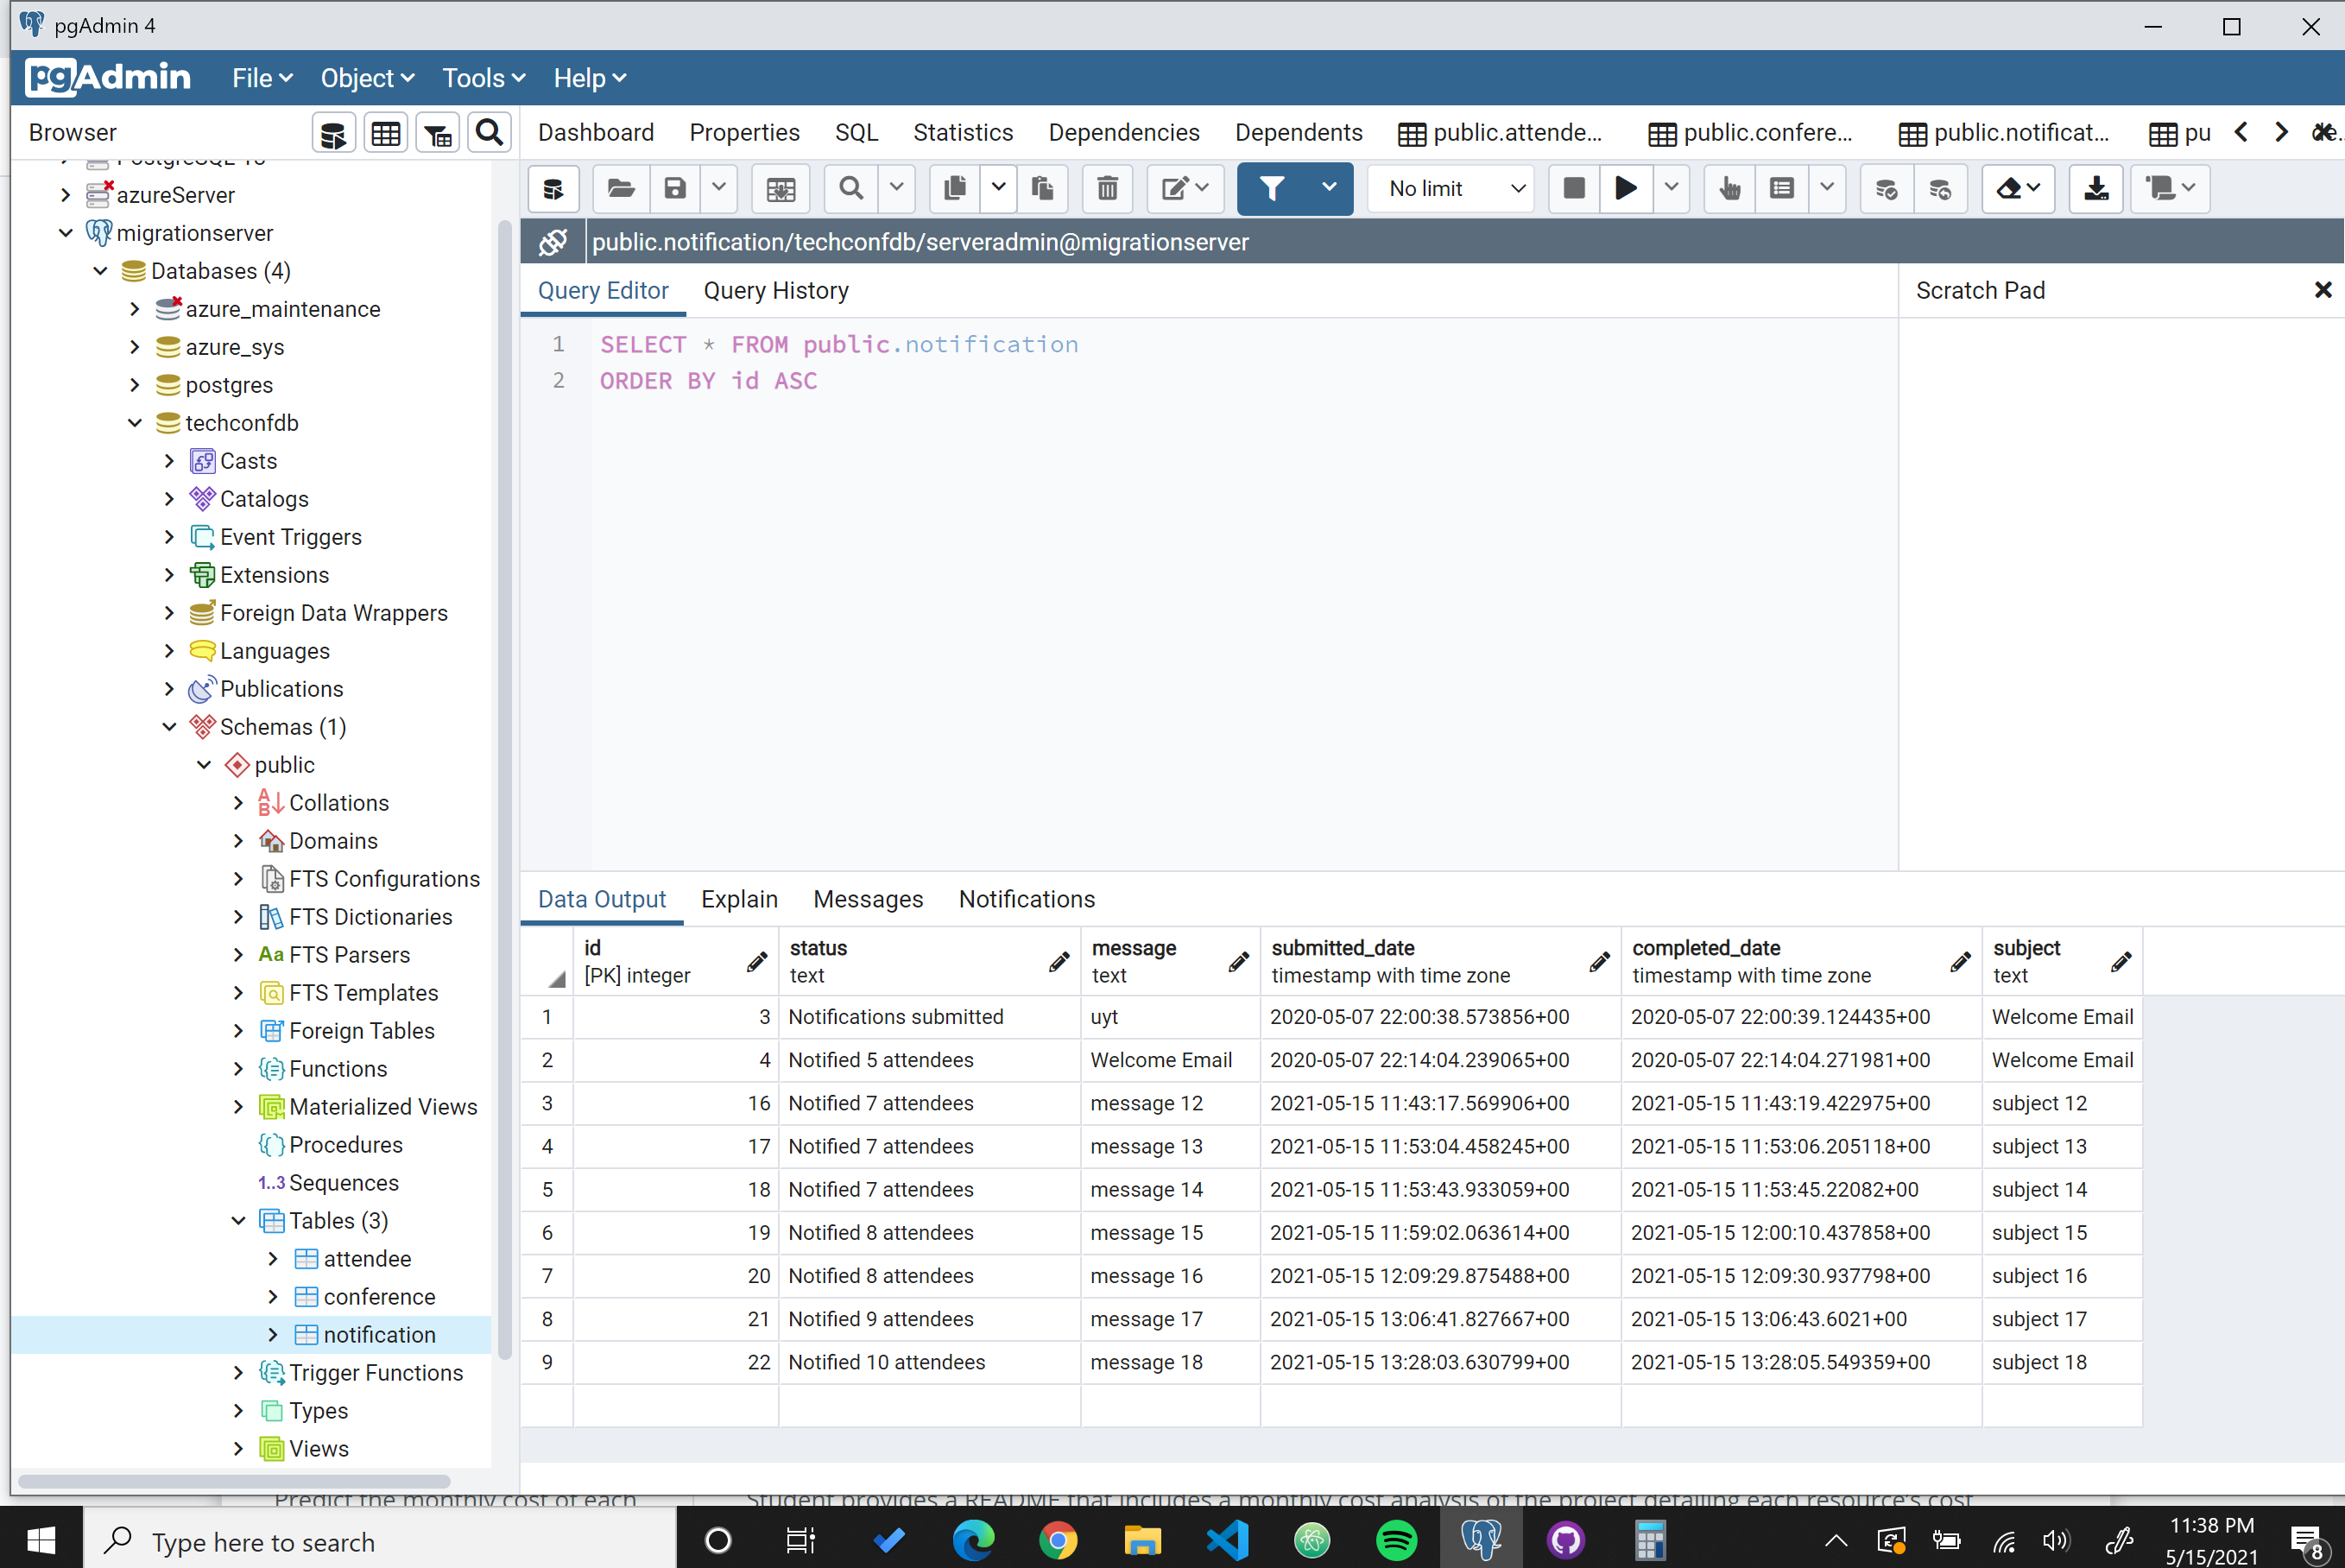 pgAdmin 4
pgAdmin File Object Tools Help
Browser
Dashboard Properties SQL Statistics Dependencies Dependents public.attende... public.confere... public.notificat... pu
azureServer
migrationserver
Databases (4)
azure_maintenance
azure_sys
postgres
techconfdb
Casts
Catalogs
Event Triggers
Extensions
Foreign Data Wrappers
Languages
Publications
Schemas (1)
public
Collations
Domains
FTS Configurations
FTS Dictionaries
Aa FTS Parsers
FTS Templates
Foreign Tables
Functions
Materialized Views
Procedures
1..3 Sequences
Tables (3)
attendee
conference
notification
Trigger Functions
Types
Views
No limit
public.notification/techconfdb/serveradmin@migrationserver
Query Editor Query History
Scratch Pad
1 SELECT * FROM public.notification
2 ORDER BY id ASC
Data Output Explain Messages Notifications
id status message submitted_date completed_date subject
[PK] integer text text timestamp with time zone timestamp with time zone text
1 3 Notifications submitted uyt 2020-05-07 22:00:38.573856+00 2020-05-07 22:00:39.124435+00 Welcome Email
2 4 Notified 5 attendees Welcome Email 2020-05-07 22:14:04.239065+00 2020-05-07 22:14:04.271981+00 Welcome Email
3 16 Notified 7 attendees message 12 2021-05-15 11:43:17.569906+00 2021-05-15 11:43:19.422975+00 subject 12
4 17 Notified 7 attendees message 13 2021-05-15 11:53:04.458245+00 2021-05-15 11:53:06.205118+00 subject 13
5 18 Notified 7 attendees message 14 2021-05-15 11:53:43.933059+00 2021-05-15 11:53:45.22082+00 subject 14
6 19 Notified 8 attendees message 15 2021-05-15 11:59:02.063614+00 2021-05-15 12:00:10.437858+00 subject 15
7 20 Notified 8 attendees message 16 2021-05-15 12:09:29.875488+00 2021-05-15 12:09:30.937798+00 subject 16
8 21 Notified 9 attendees message 17 2021-05-15 13:06:41.827667+00 2021-05-15 13:06:43.6021+00 subject 17
9 22 Notified 10 attendees message 18 2021-05-15 13:28:03.630799+00 2021-05-15 13:28:05.549359+00 subject 18
Predict the monthly cost of each
Student provides a README that includes a monthly cost analysis of the project detailing each resource's cost
Type here to search
11:38 PM
5/15/2021
8